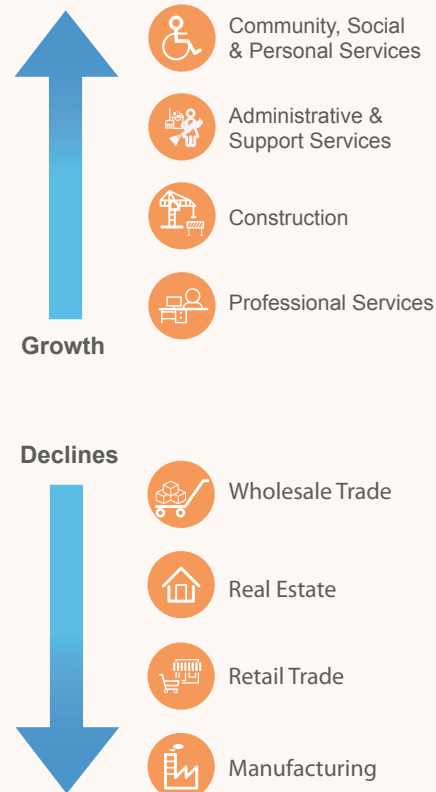 Community, Social
& Personal Services
Administrative &
Support Services
Construction
Professional Services
Growth
Declines
Wholesale Trade
Real Estate
Retail Trade
Manufacturing